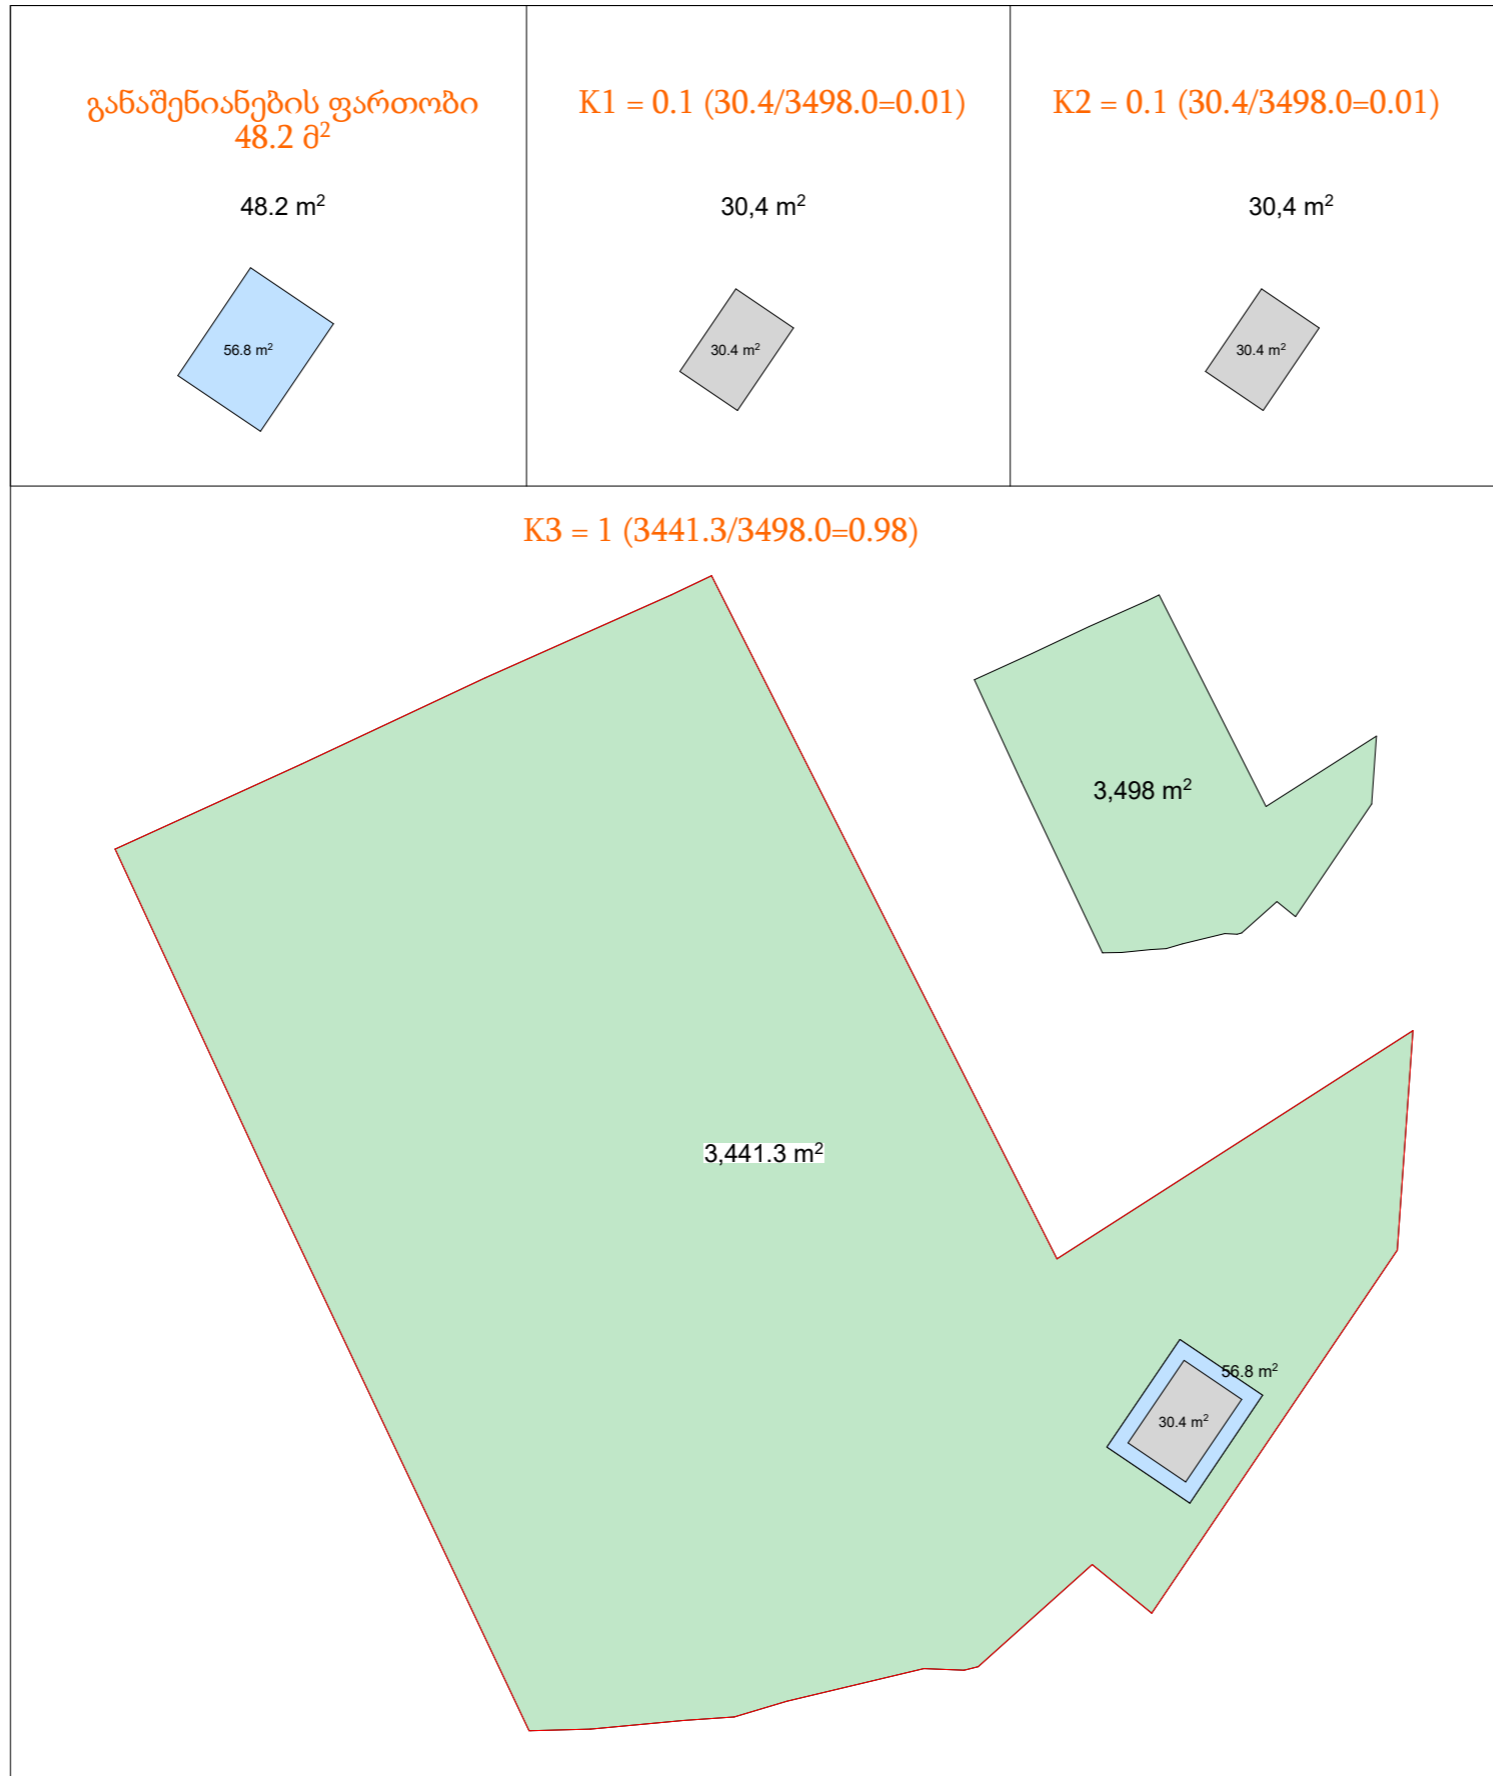 განაშენიანების ფართობი
48.2 მ²
48.2 m²
56.8 m²
K1 = 0.1 (30.4/3498.0=0.01)
30,4 m²
30.4 m²
K2 = 0.1 (30.4/3498.0=0.01)
30,4 m²
30.4 m²
K3 = 1 (3441.3/3498.0=0.98)
3,498 m²
3,441.3 m²
56.8 m²
30.4 m²